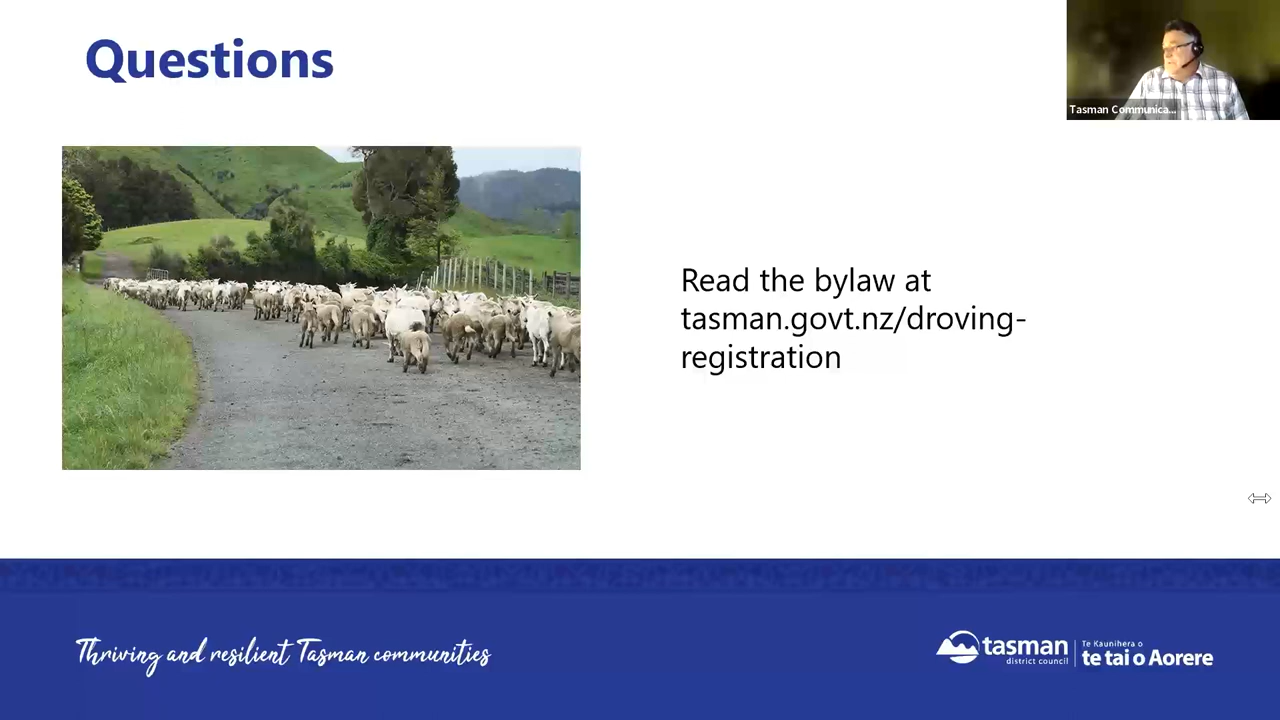 Questions
Tasman Communica...
Read the bylaw at
tasman.govt.nz/droving-
registration
Thriving and resilient Tasman communities
tasman
district council
Te Kaunihera o
te tai o Aorere